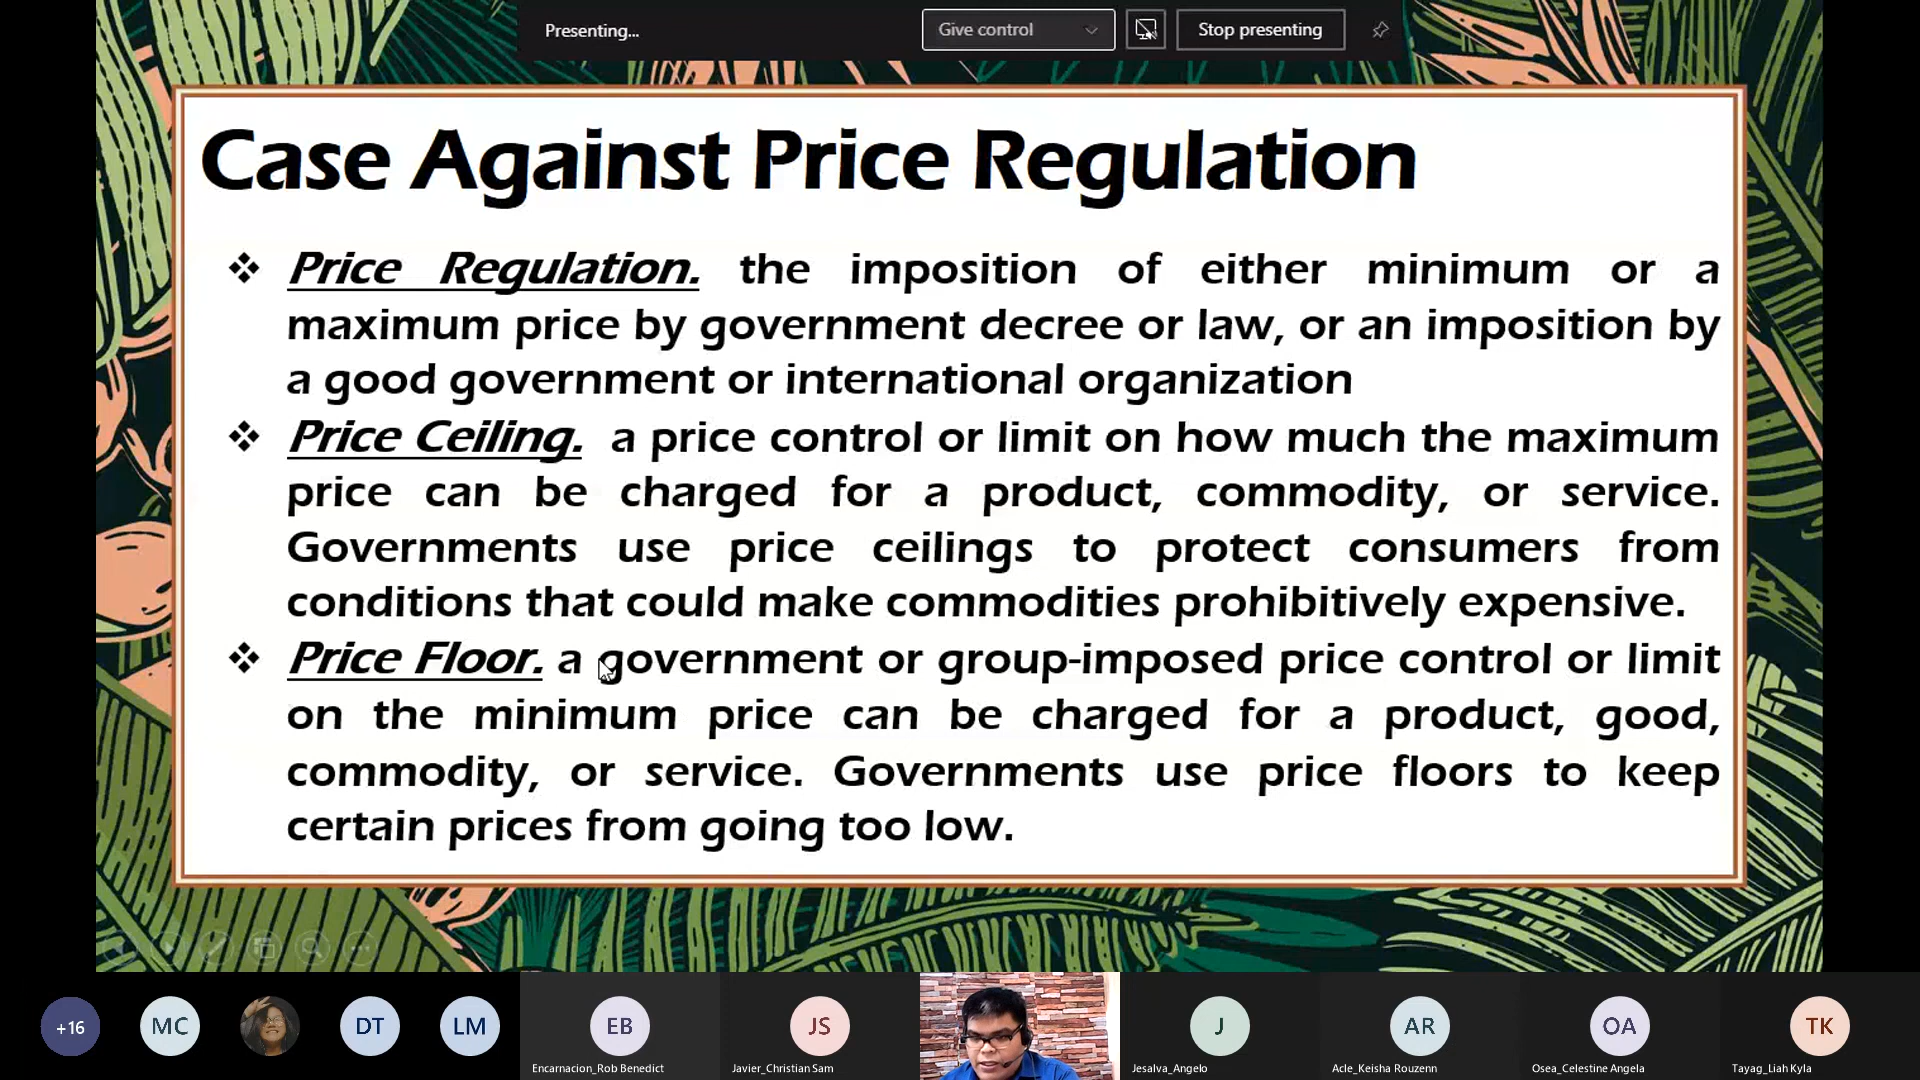 Presenting...
Give control
Stop presenting
Case Against Price Regulation
❖ Price Regulation. the imposition of either minimum or a
maximum price by government decree or law, or an imposition by
a good government or international organization
❖ Price Ceiling. a price control or limit on how much the maximum
price can be charged for a product, commodity, or service.
Governments use price ceilings to protect consumers from
conditions that could make commodities prohibitively expensive.
❖ Price Floor. a government or group-imposed price control or limit
on the minimum price can be charged for a product, good,
commodity, or service. Governments use price floors to keep
certain prices from going too low.
+16
MC
DT
LM
EB
JS
J
AR
OA
TK
Encarnacion_Rob Benedict
Javier_Christian Sam
Jesalva_Angelo
Acle_Keisha Rouzenn
Osea_Celestine Angela
Tayag_Liah Kyla